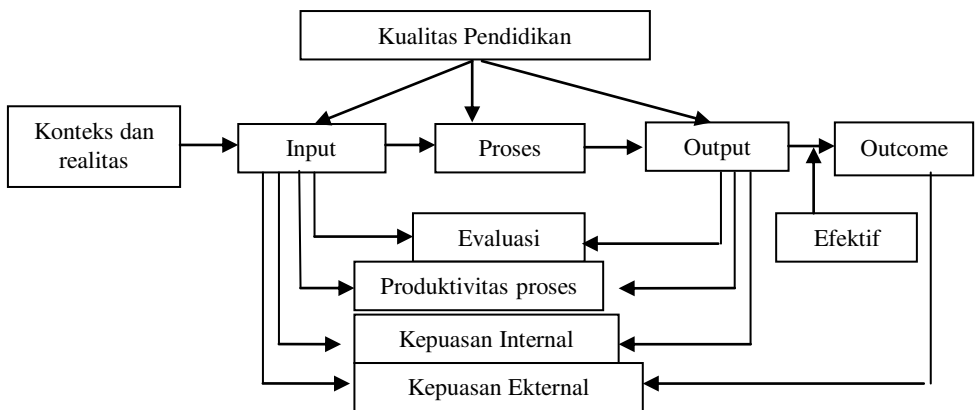 Kualitas Pendidikan
Konteks dan
realitas
Input
Proses
Output
Outcome
Evaluasi
Efektif
Produktivitas proses
Kepuasan Internal
Kepuasan Ekternal